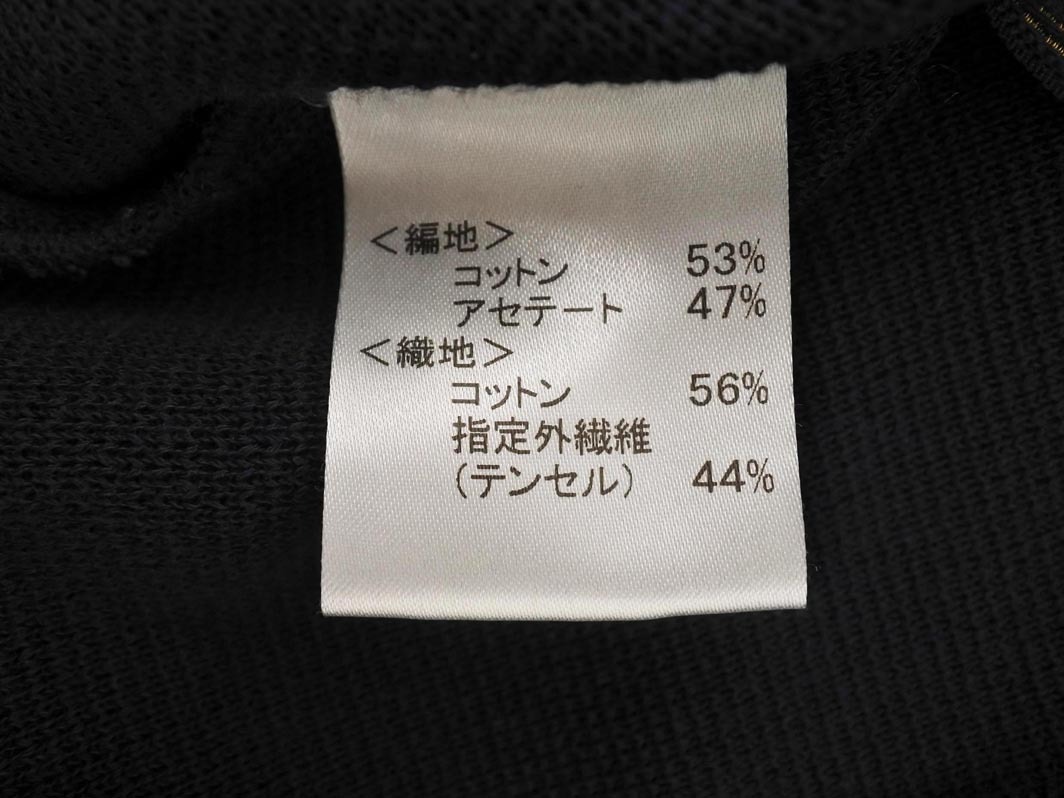 ＜編地＞
コットン 53%
アセテート 47%
＜織地＞
コットン 56%
指定外繊維
(テンセル) 44%